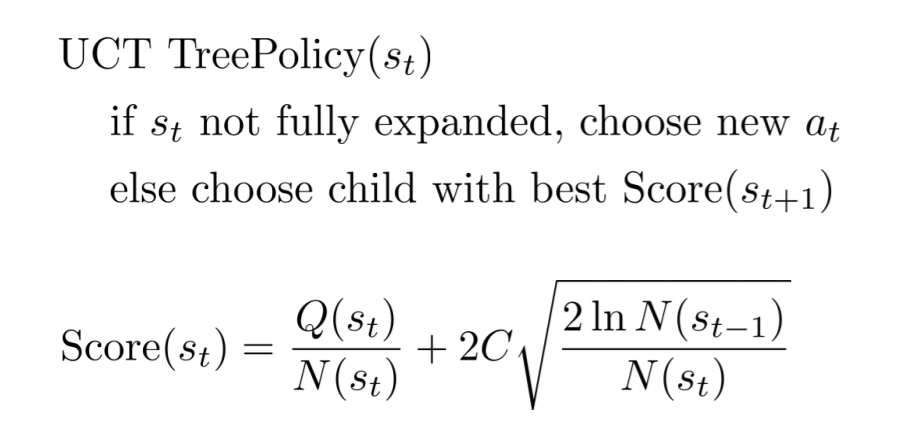 UCT TreePolicy(s_t)
if s_t not fully expanded, choose new a_t
else choose child with best Score(s_{t+1})
Score(s_t) = \frac{Q(s_t)}{N(s_t)} + 2C\sqrt{\frac{2 \ln N(s_{t-1})}{N(s_t)}}